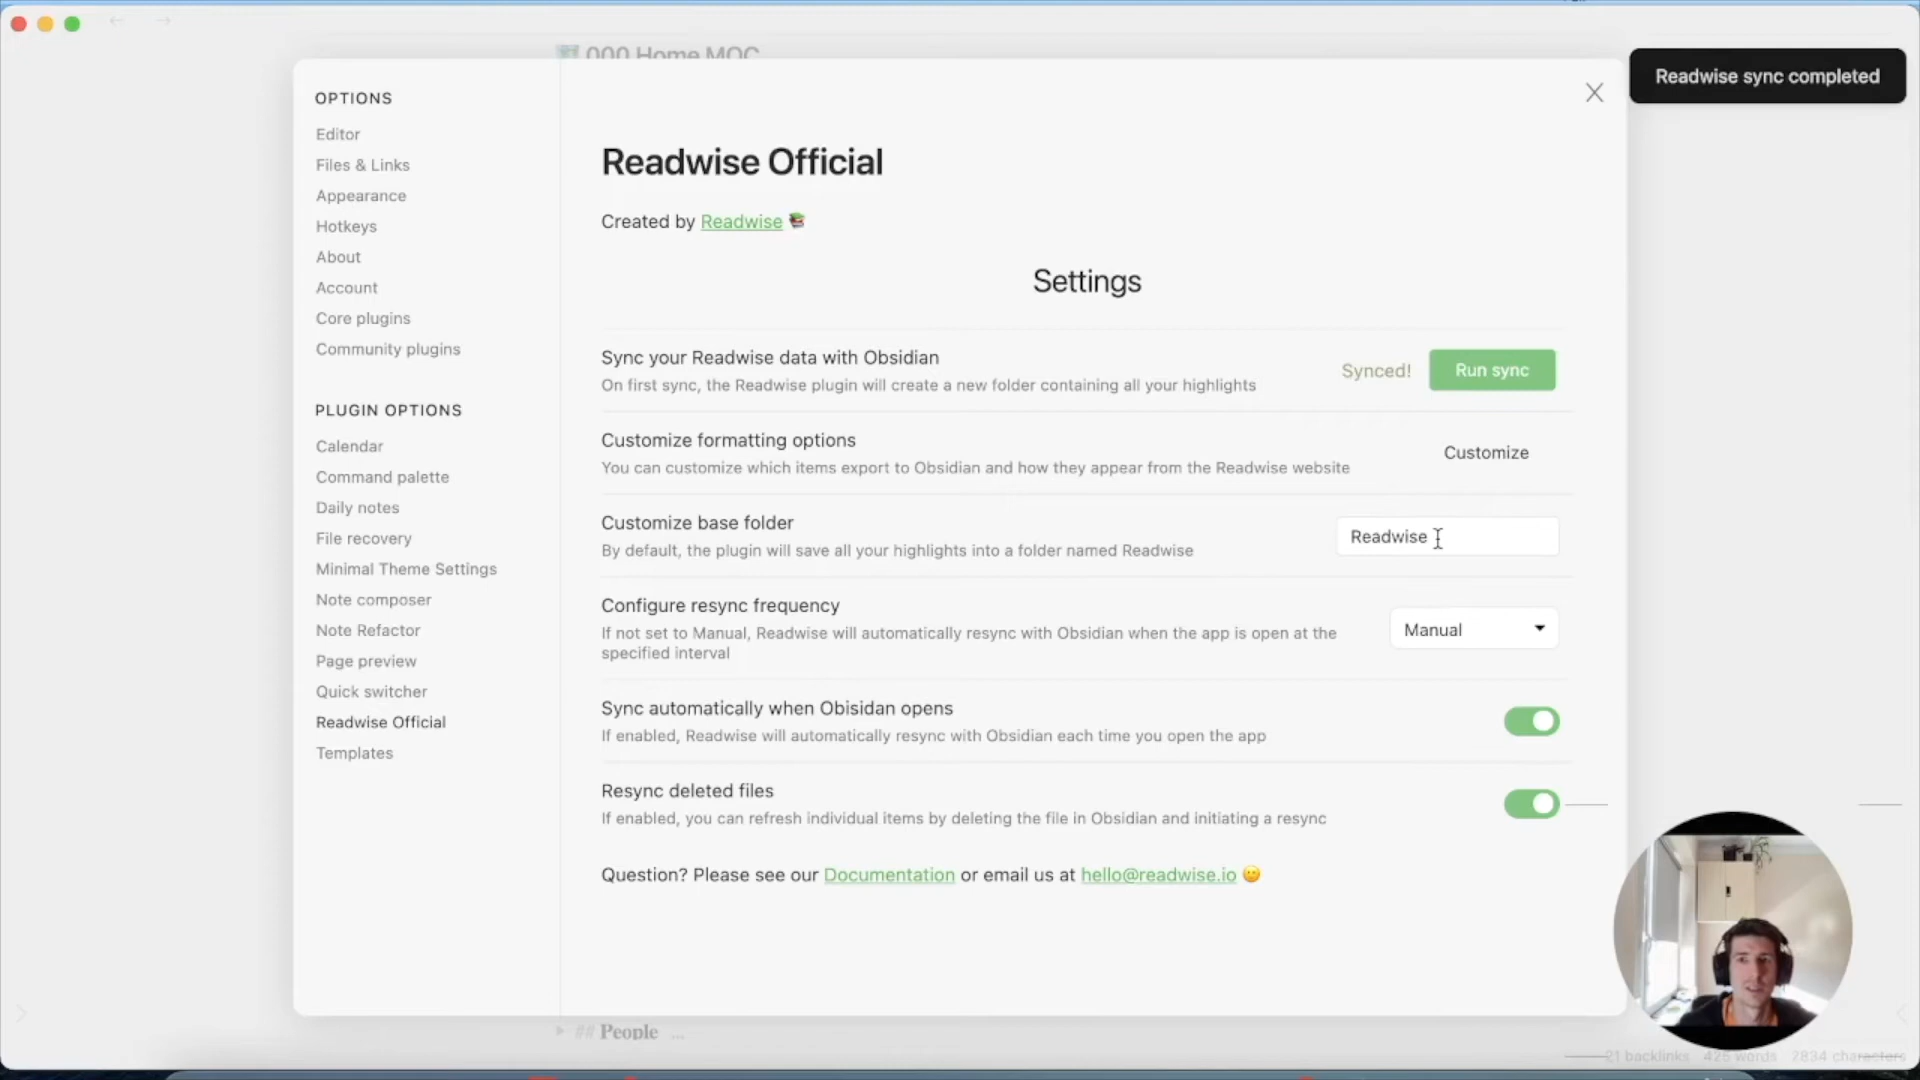 000 Home MOC
Readwise sync completed
OPTIONS
Editor
Files & Links
Appearance
Hotkeys
About
Account
Core plugins
Community plugins
PLUGIN OPTIONS
Calendar
Command palette
Daily notes
File recovery
Minimal Theme Settings
Note composer
Note Refactor
Page preview
Quick switcher
Readwise Official
Templates
Readwise Official
Created by Readwise 📚
Settings
Sync your Readwise data with Obsidian
On first sync, the Readwise plugin will create a new folder containing all your highlights
Synced!
Run sync
Customize formatting options
You can customize which items export to Obsidian and how they appear from the Readwise website
Customize
Customize base folder
By default, the plugin will save all your highlights into a folder named Readwise
Readwise
Configure resync frequency
If not set to Manual, Readwise will automatically resync with Obsidian when the app is open at the
specified interval
Manual
Sync automatically when Obisidan opens
If enabled, Readwise will automatically resync with Obsidian each time you open the app
Resync deleted files
If enabled, you can refresh individual items by deleting the file in Obsidian and initiating a resync
Question? Please see our Documentation or email us at hello@readwise.io 🙂
## People ...
21 backlinks 425 words 2834 characters